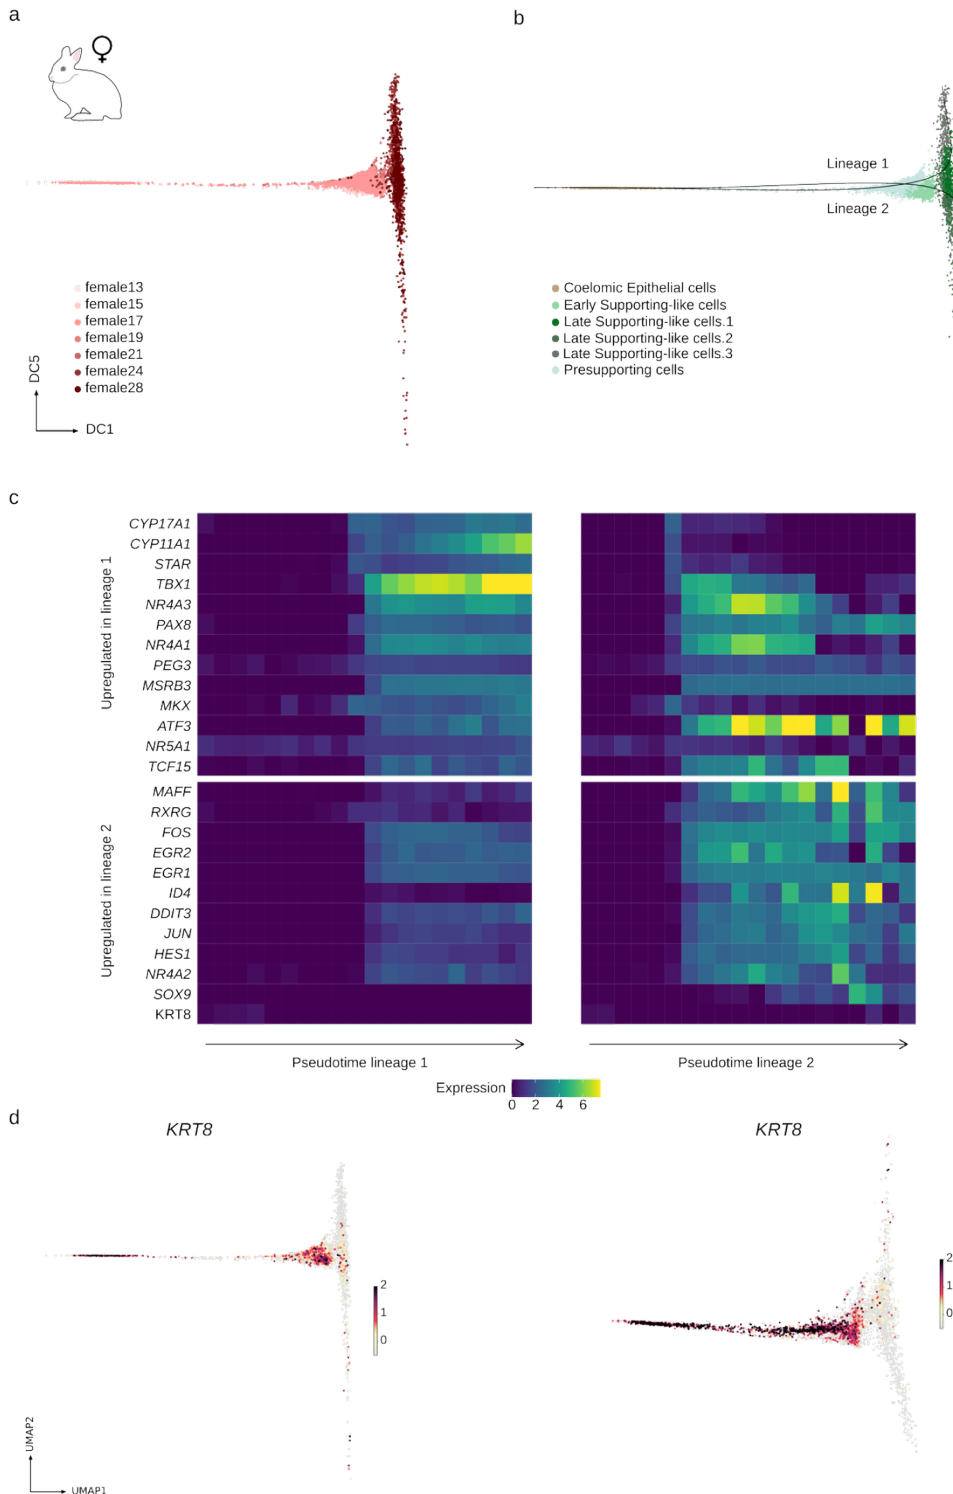 a
b
Lineage 1
Lineage 2
female13
female15
female17
female19
female21
female24
female28
DC5
DC1
Coelomic Epithelial cells
Early Supporting-like cells
Late Supporting-like cells.1
Late Supporting-like cells.2
Late Supporting-like cells.3
Presupporting cells
c
Upregulated in lineage 1
CYP17A1
CYP11A1
STAR
TBX1
NR4A3
PAX8
NR4A1
PEG3
MSRB3
MKX
ATF3
NR5A1
TCF15
Upregulated in lineage 2
MAFF
RXRG
FOS
EGR2
EGR1
ID4
DDIT3
JUN
HES1
NR4A2
SOX9
KRT8
Pseudotime lineage 1
Pseudotime lineage 2
Expression
0 2 4 6
d
KRT8
KRT8
2
1
0
2
1
0
UMAP2
UMAP1